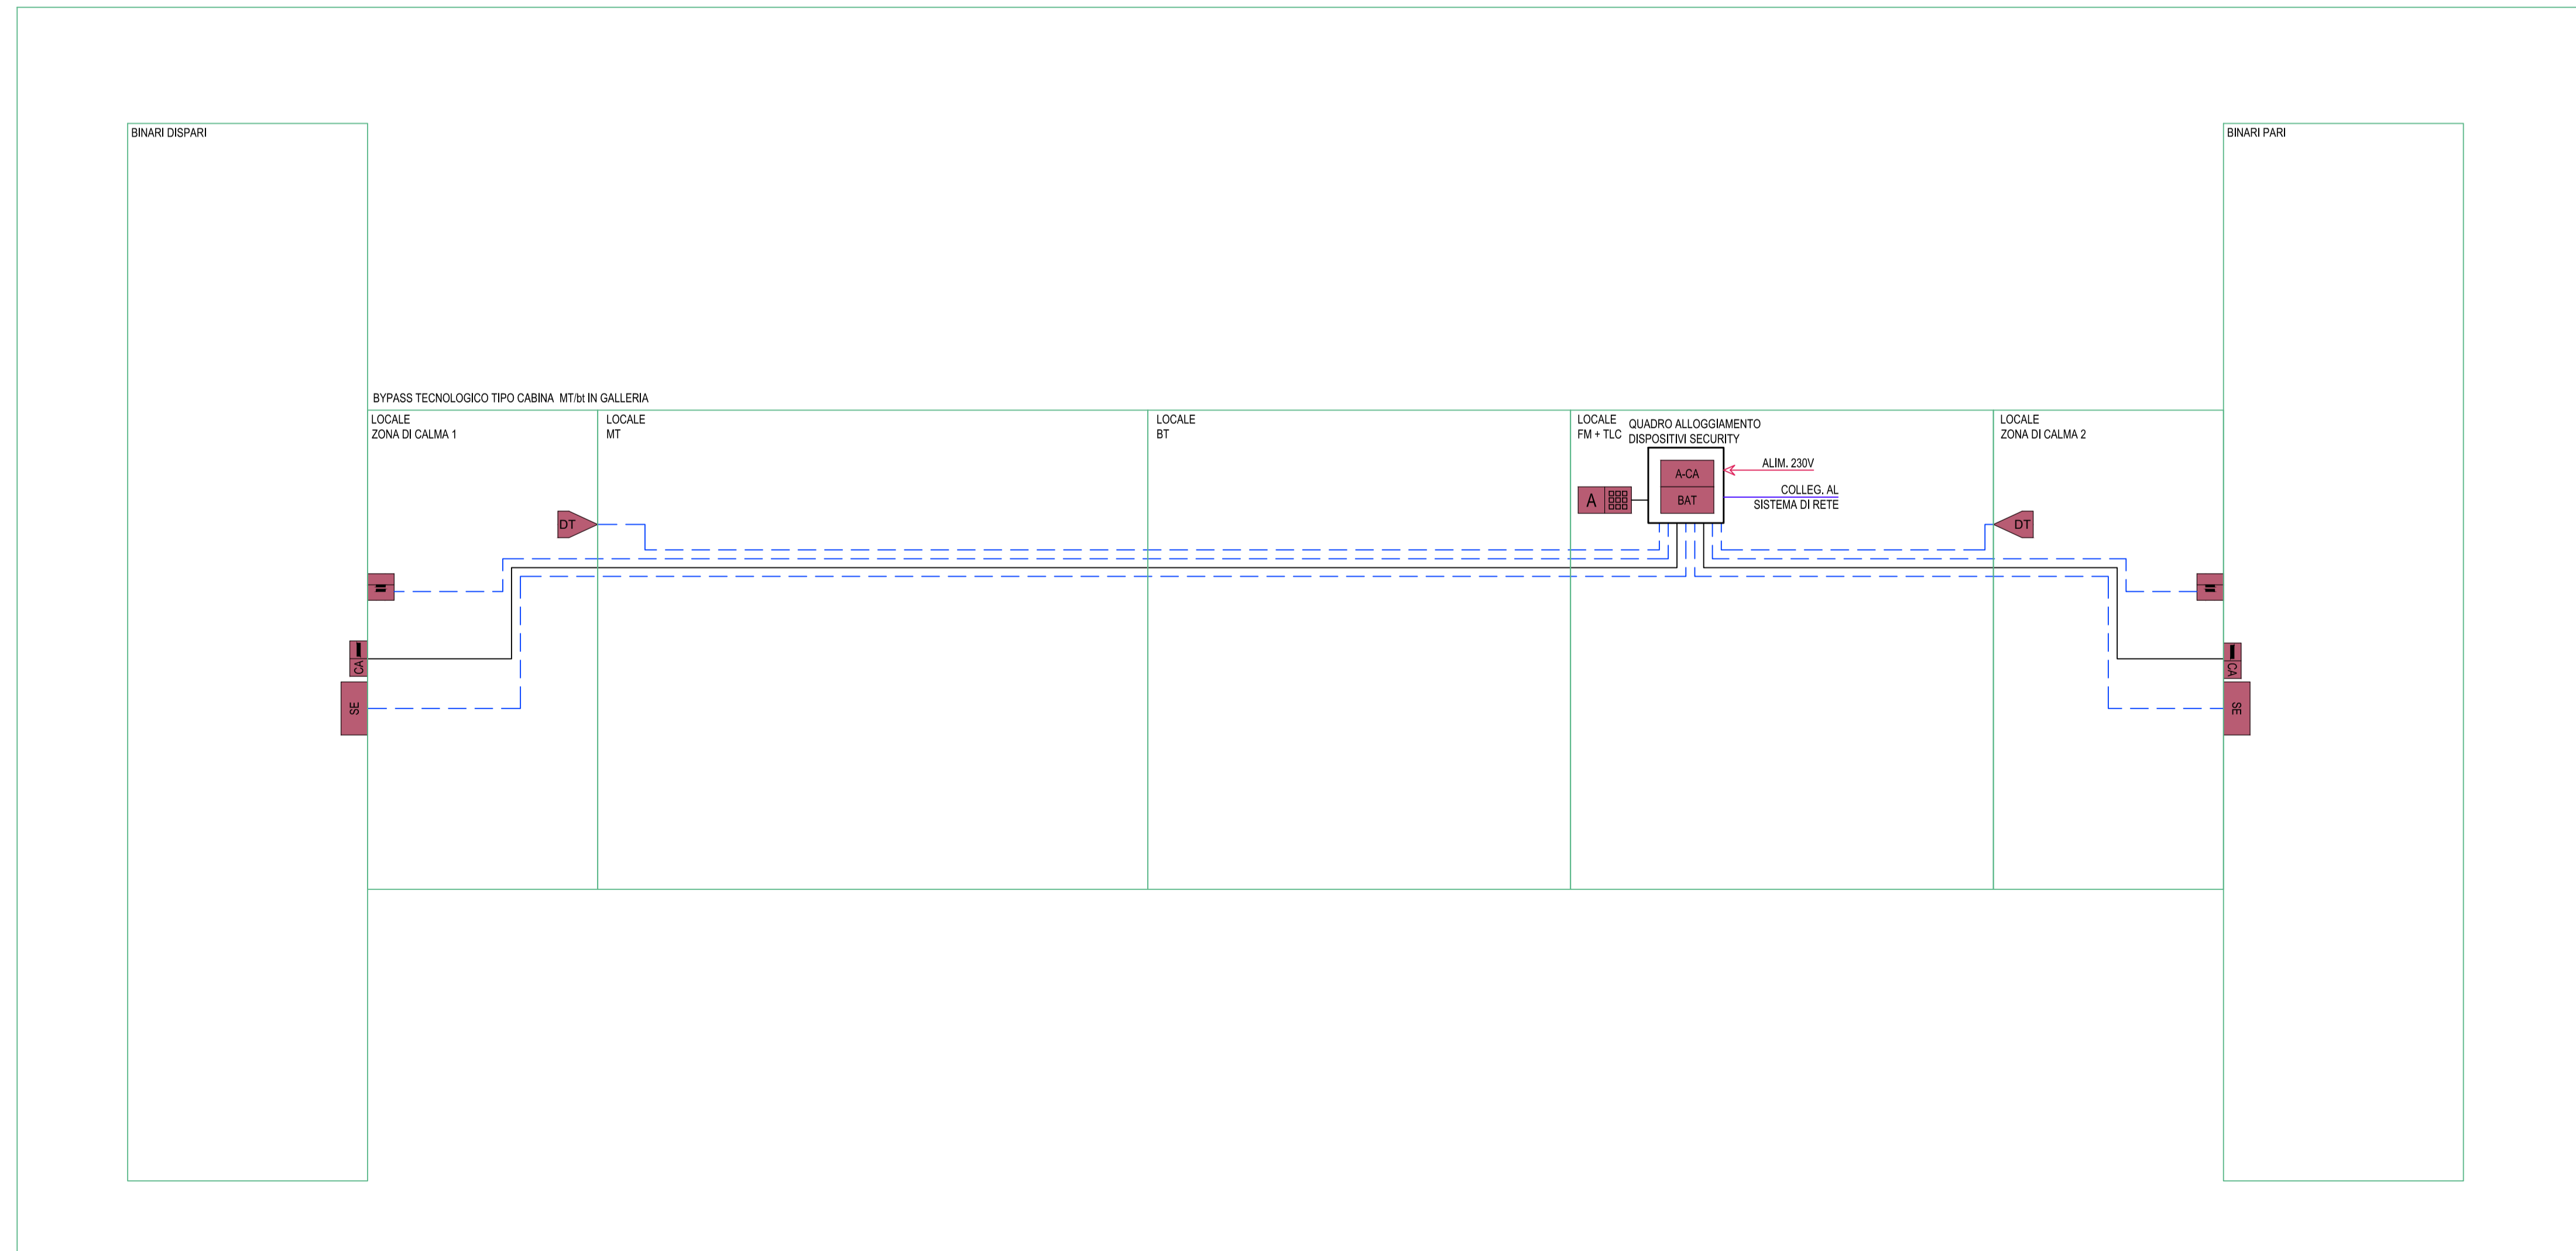 BINARI DISPARI
BINARI PARI
BYPASS TECNOLOGICO TIPO CABINA MT/bt IN GALLERIA
LOCALE
ZONA DI CALMA 1
LOCALE
MT
LOCALE
BT
LOCALE
FM + TLC
QUADRO ALLOGGIAMENTO
DISPOSITIVI SECURITY
LOCALE
ZONA DI CALMA 2
A-CA
BAT
A
ALIM. 230V
COLLEG. AL
SISTEMA DI RETE
DT
DT
CA
SE
CA
SE